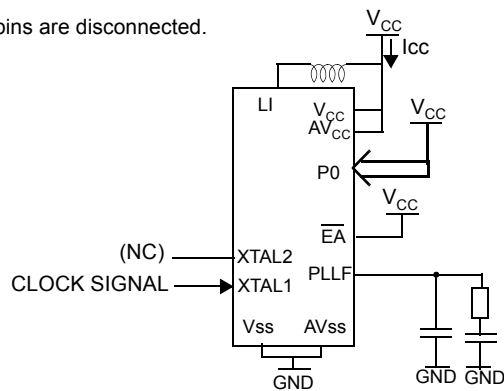 pins are disconnected.
VCC
Icc
LI
VCC
AVCC
VCC
P0
VCC
EA
(NC)
XTAL2
PLLF
CLOCK SIGNAL
XTAL1
Vss
AVss
GND
GND
GND